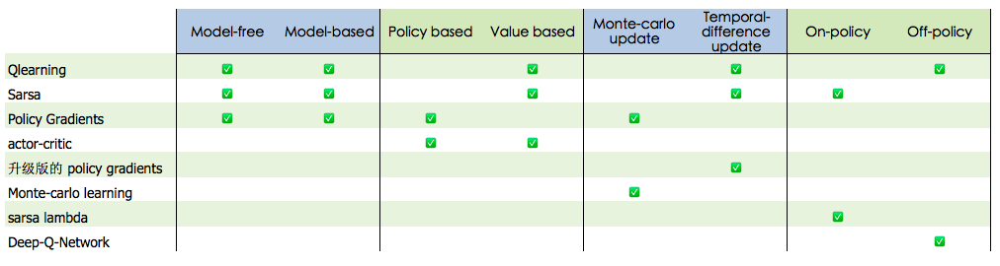 Model-free Model-based Policy based Value based Monte-carlo update Temporal-difference update On-policy Off-policy
Qlearning ✅ ✅ ✅ ✅ ✅
Sarsa ✅ ✅ ✅ ✅ ✅
Policy Gradients ✅ ✅ ✅ ✅
actor-critic ✅ ✅
升级版的 policy gradients ✅
Monte-carlo learning ✅
sarsa lambda ✅
Deep-Q-Network ✅